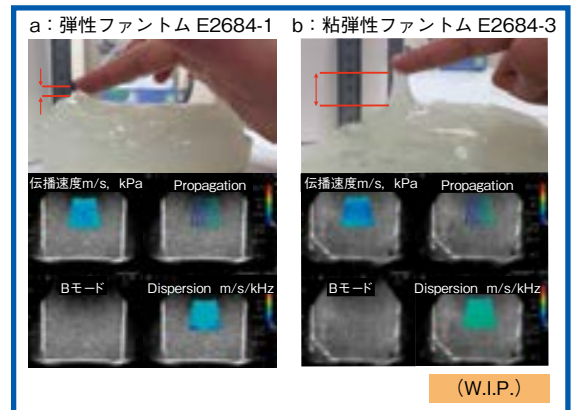 a：弾性ファントム E2684-1
b：粘弾性ファントム E2684-3
伝播速度m/s, kPa
Propagation
伝播速度m/s, kPa
Propagation
Bモード
Dispersion m/s/kHz
Bモード
Dispersion m/s/kHz
（W.I.P.）